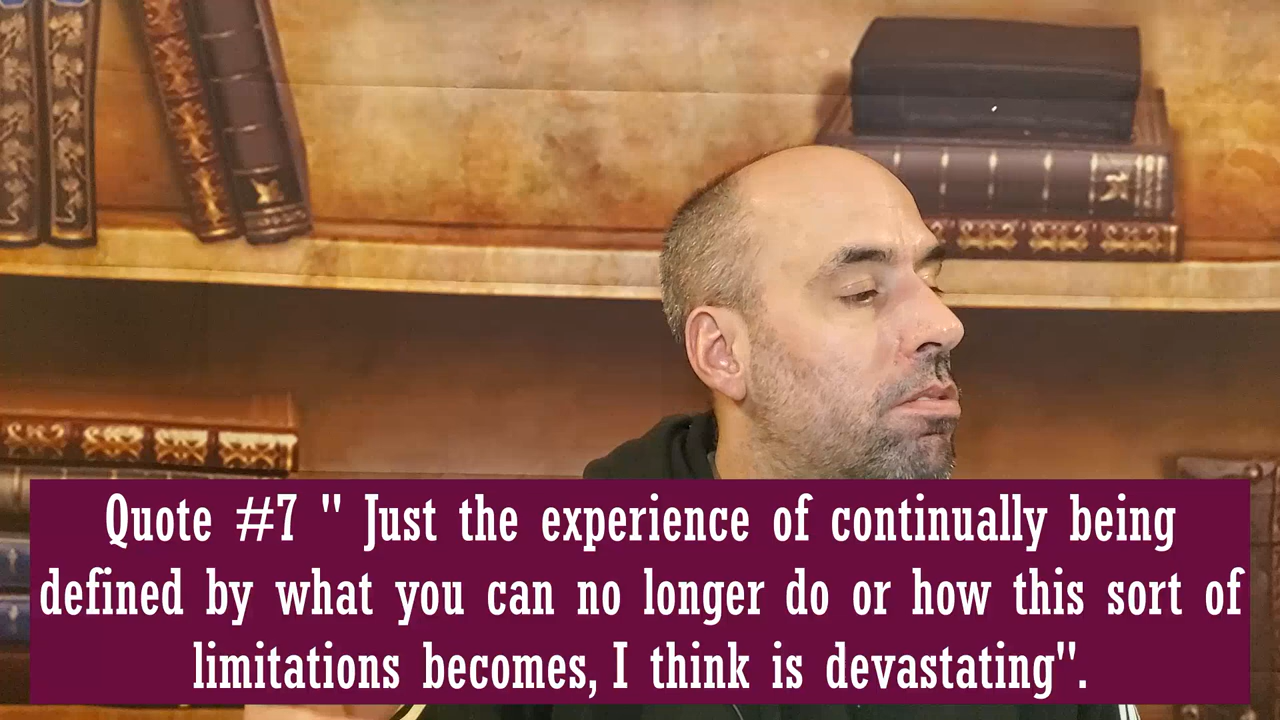 Quote #7 " Just the experience of continually being
defined by what you can no longer do or how this sort of
limitations becomes, I think is devastating".